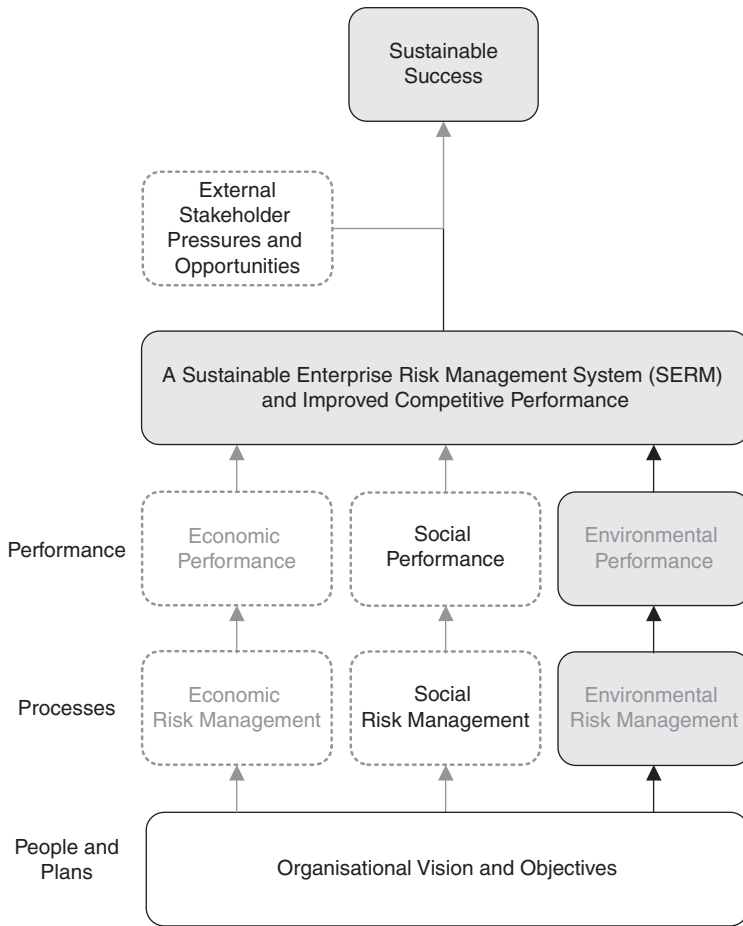 Sustainable
Success
External
Stakeholder
Pressures and
Opportunities
A Sustainable Enterprise Risk Management System (SERM)
and Improved Competitive Performance
Performance
Economic
Performance
Social
Performance
Environmental
Performance
Processes
Economic
Risk Management
Social
Risk Management
Environmental
Risk Management
People and
Plans
Organisational Vision and Objectives